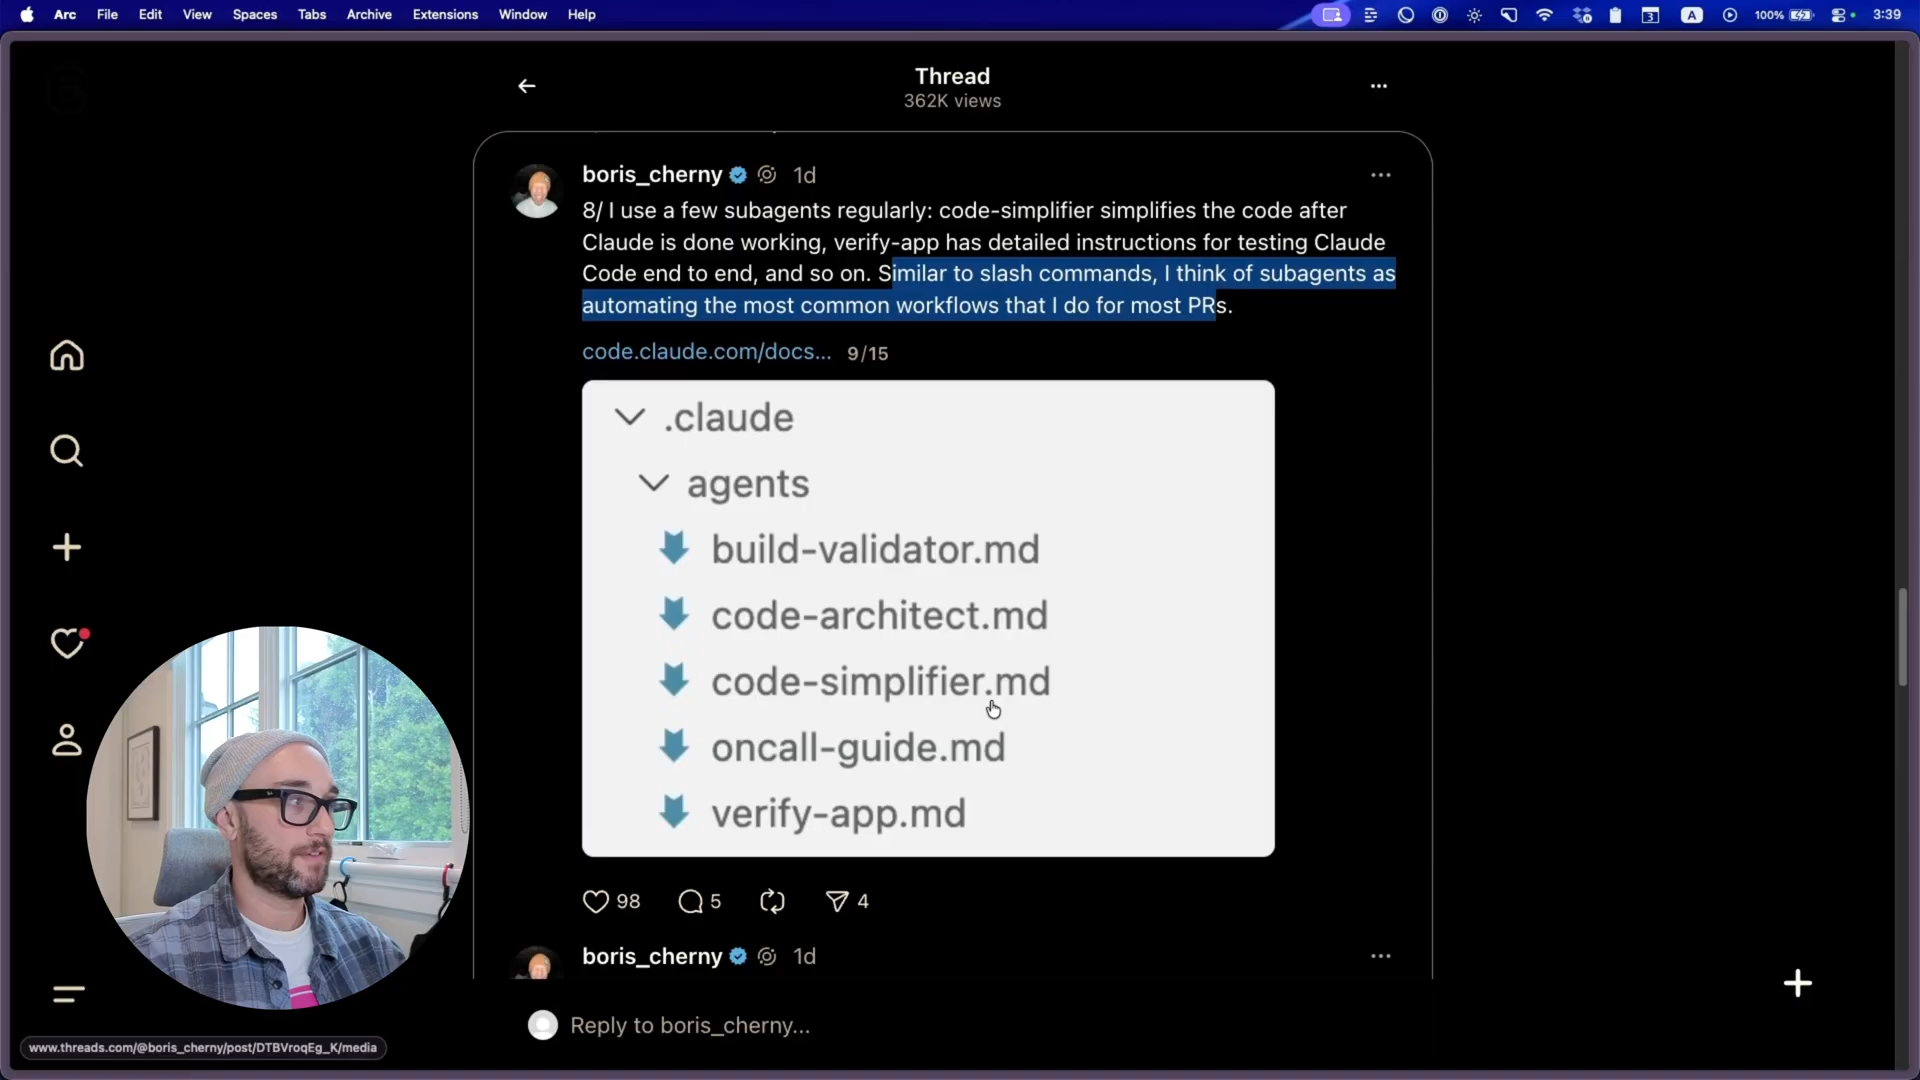 Arc File Edit View Spaces Tabs Archive Extensions Window Help 3 A 100% 3:39
Thread
362K views
boris_cherny 1d
8/ I use a few subagents regularly: code-simplifier simplifies the code after
Claude is done working, verify-app has detailed instructions for testing Claude
Code end to end, and so on. Similar to slash commands, I think of subagents as
automating the most common workflows that I do for most PRs.
code.claude.com/docs... 9/15
.claude
agents
build-validator.md
code-architect.md
code-simplifier.md
oncall-guide.md
verify-app.md
98 5 4
boris_cherny 1d
Reply to boris_cherny...
www.threads.com/@boris_cherny/post/DTBVroqEg_K/media